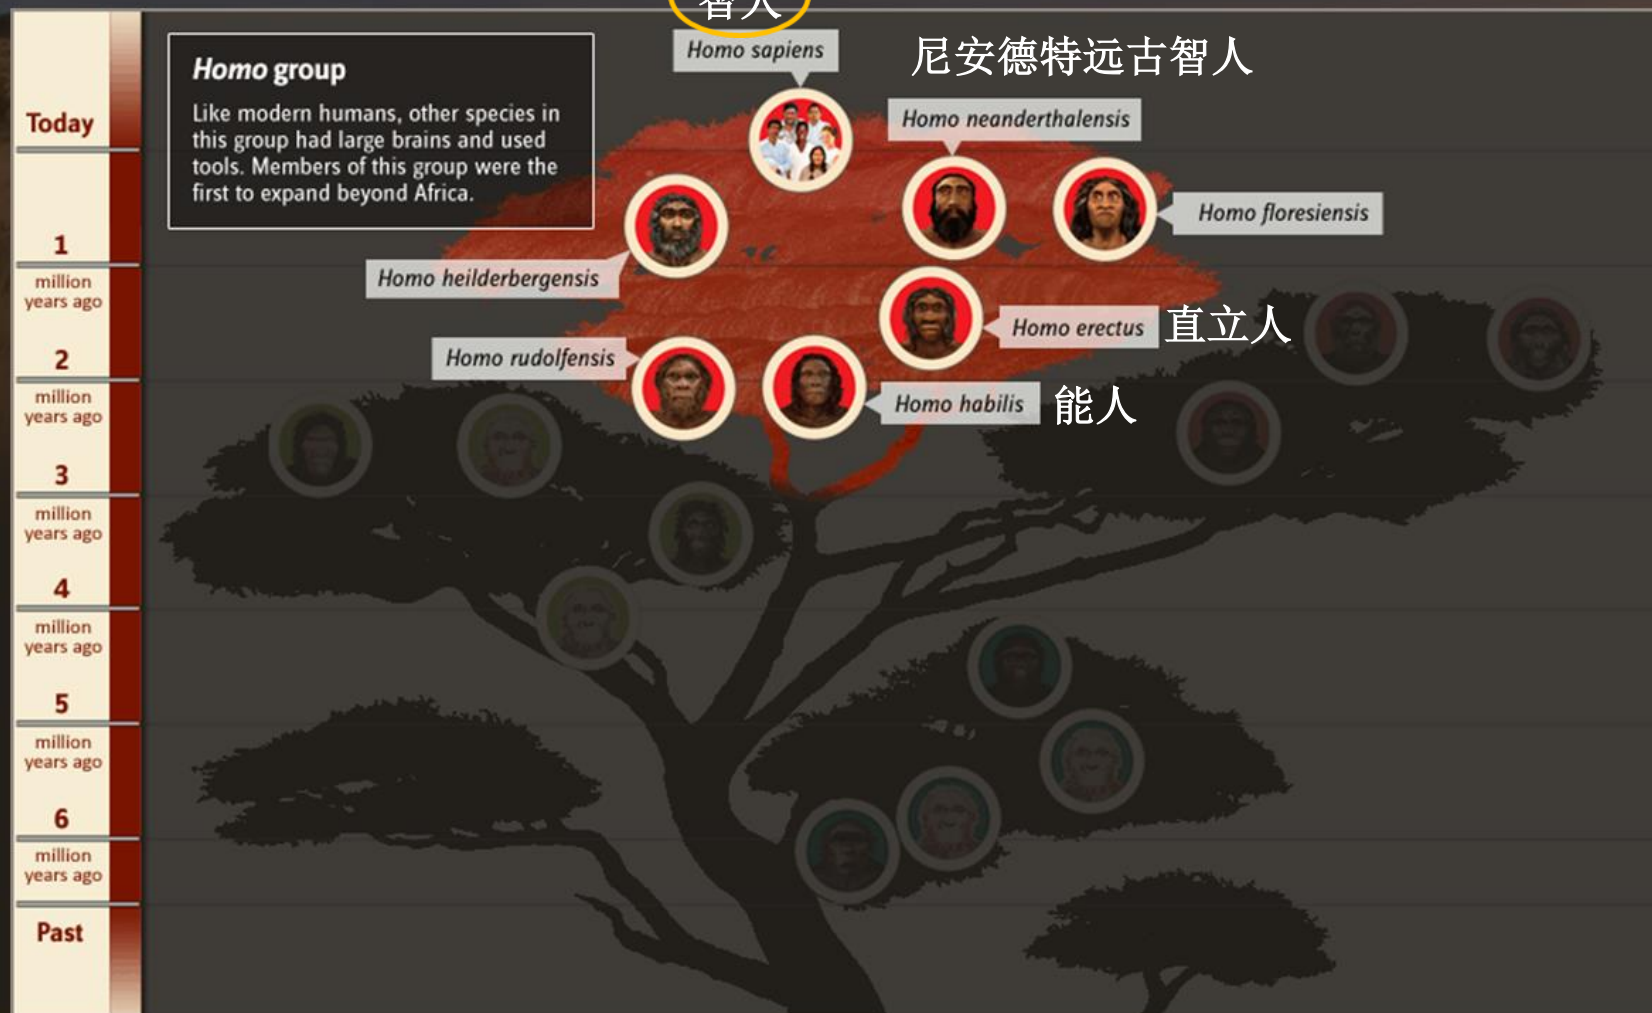 智人
Homo sapiens
尼安德特远古智人
Homo group
Like modern humans, other species in
this group had large brains and used
tools. Members of this group were the
first to expand beyond Africa.
Homo neanderthalensis
Homo floresiensis
Homo heilderbergensis
Homo erectus
直立人
Homo rudolfensis
Homo habilis
能人
Today
1
million
years ago
2
million
years ago
3
million
years ago
4
million
years ago
5
million
years ago
6
million
years ago
Past